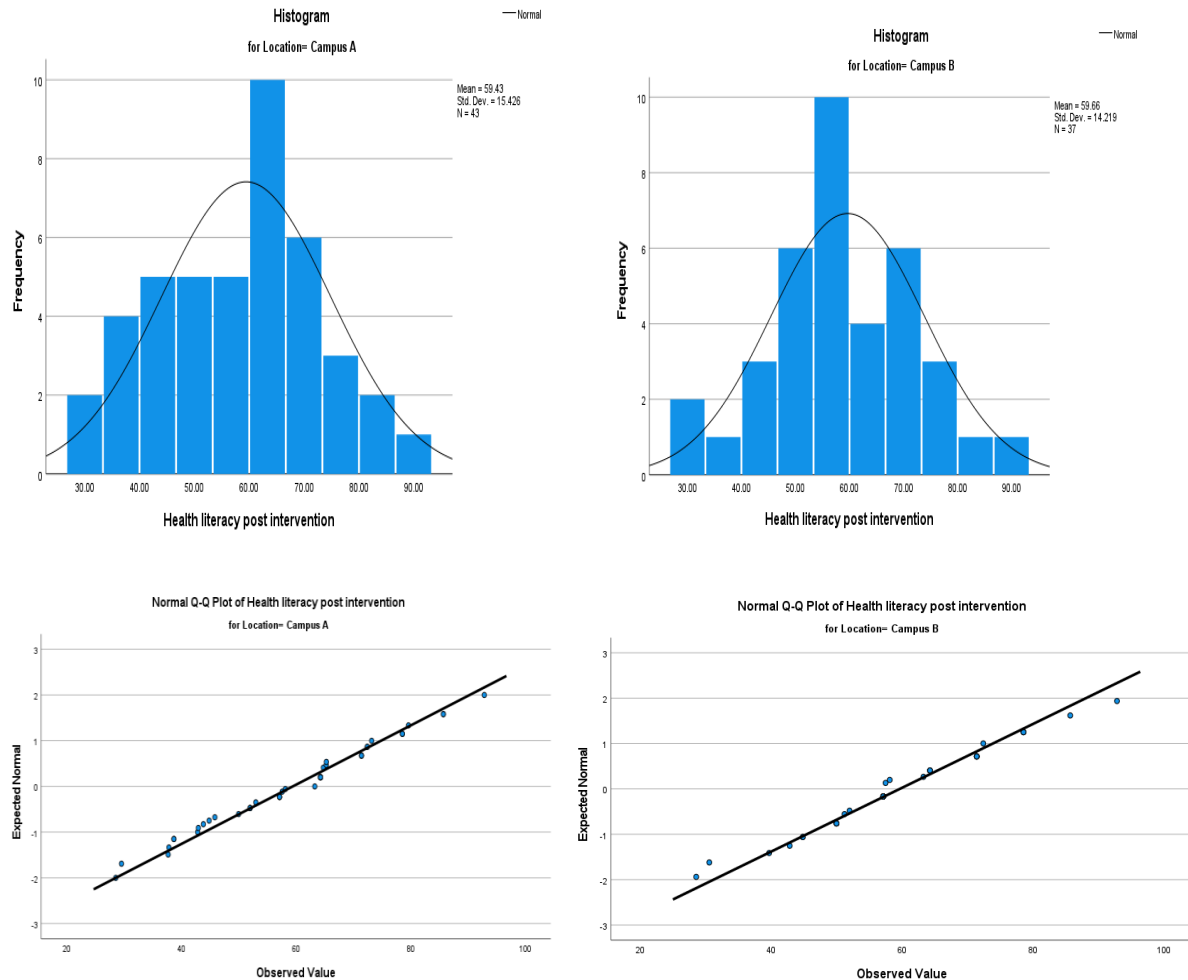 Histogram
Normal
for Location= Campus A
Mean = 59.43
Std. Dev. = 15.426
N = 43
Frequency
10
8
6
4
2
0
30.00 40.00 50.00 60.00 70.00 80.00 90.00
Health literacy post intervention
Histogram
Normal
for Location= Campus B
Mean = 59.66
Std. Dev. = 14.219
N = 37
Frequency
10
8
6
4
2
0
30.00 40.00 50.00 60.00 70.00 80.00 90.00
Health literacy post intervention
Normal Q-Q Plot of Health literacy post intervention
for Location= Campus A
Expected Normal
3
2
1
0
-1
-2
-3
20 40 60 80 100
Observed Value
Normal Q-Q Plot of Health literacy post intervention
for Location= Campus B
Expected Normal
3
2
1
0
-1
-2
-3
20 40 60 80 100
Observed Value